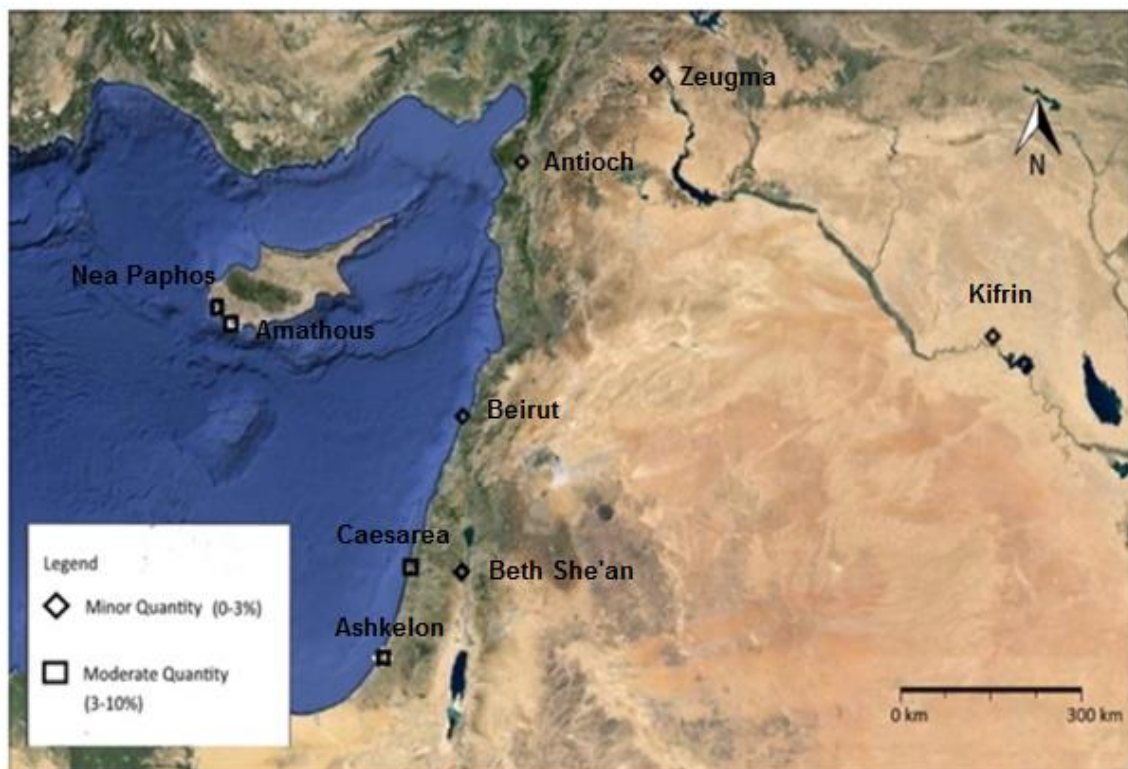 Zeugma
Antioch
N
Nea Paphos
Kifrin
Amathous
Beirut
Caesarea
Beth She'an
Legend
Minor Quantity (0-3%)
Ashkelon
Moderate Quantity
(3-10%)
0 km 300 km